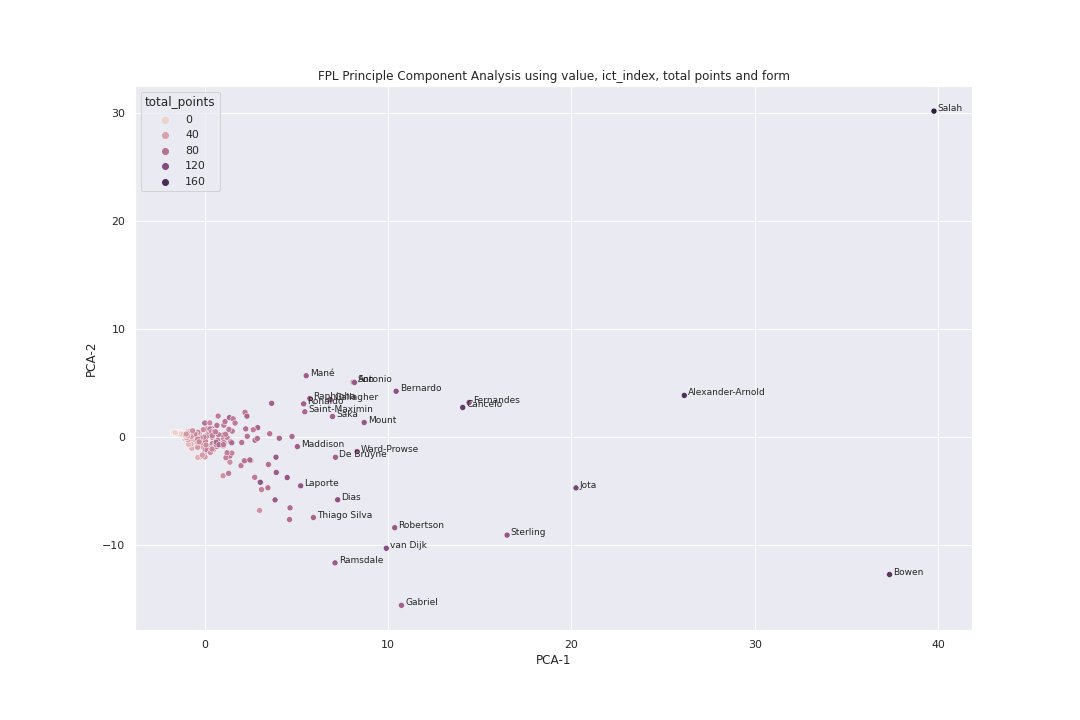 FPL Principle Component Analysis using value, ict_index, total points and form
total_points
0
40
80
120
160
30
20
10
0
−10
PCA-2
Salah
Mané
Antonio
Bernardo
Alexander-Arnold
Raphinha
Gallagher
Ronaldo
Fernandes
Cancelo
Saint-Maximin
Saka
Mount
Maddison
Ward-Prowse
De Bruyne
Laporte
Jota
Dias
Thiago Silva
Robertson
Sterling
van Dijk
Ramsdale
Bowen
Gabriel
0
10
20
30
40
PCA-1